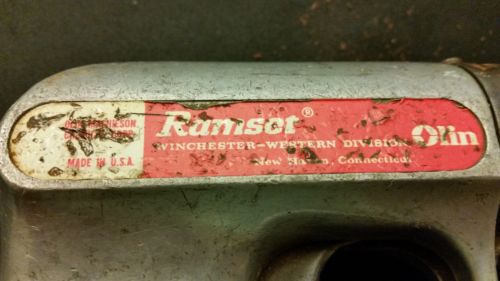 Ramset®
WINCHESTER-WESTERN DIVISION
Olin
New Haven, Connecticut
MADE IN U.S.A.